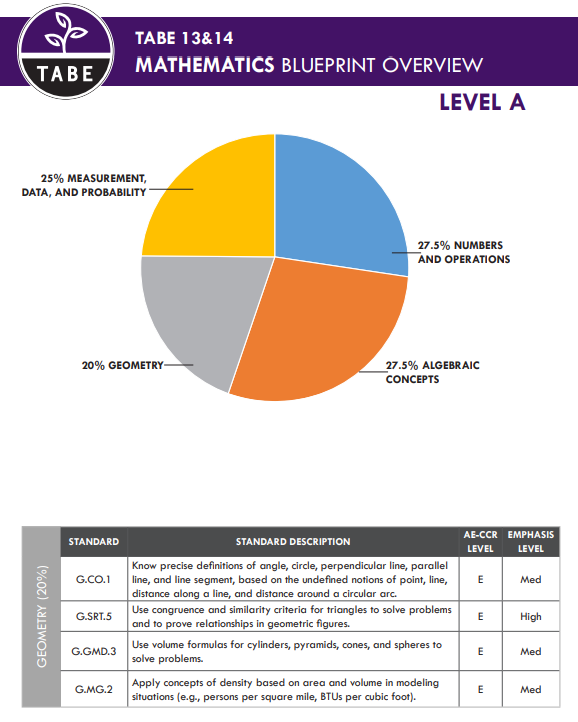 TABE
TABE 13&14
MATHEMATICS BLUEPRINT OVERVIEW
LEVEL A
25% MEASUREMENT,
DATA, AND PROBABILITY
27.5% NUMBERS
AND OPERATIONS
20% GEOMETRY
27.5% ALGEBRAIC
CONCEPTS
GEOMETRY (20%)
STANDARD
STANDARD DESCRIPTION
AE-CCR
LEVEL
EMPHASIS
LEVEL
G.CO.1
Know precise definitions of angle, circle, perpendicular line, parallel
line, and line segment, based on the undefined notions of point, line,
distance along a line, and distance around a circular arc.
E
Med
G.SRT.5
Use congruence and similarity criteria for triangles to solve problems
and to prove relationships in geometric figures.
E
High
G.GMD.3
Use volume formulas for cylinders, pyramids, cones, and spheres to
solve problems.
E
Med
G.MG.2
Apply concepts of density based on area and volume in modeling
situations (e.g., persons per square mile, BTUs per cubic foot).
E
Med